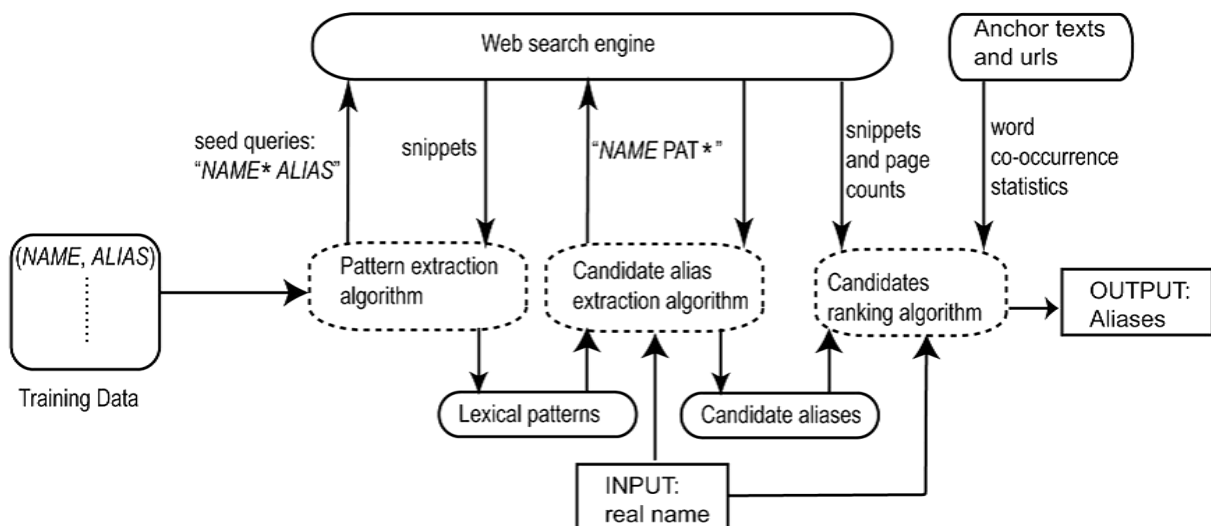 Web search engine
Anchor texts
and urls
seed queries:
“NAME* ALIAS”
snippets
“NAME PAT*”
snippets
and page
counts
word
co-occurrence
statistics
(NAME, ALIAS)
Pattern extraction
algorithm
Candidate alias
extraction algorithm
Candidates
ranking algorithm
OUTPUT:
Aliases
Training Data
Lexical patterns
Candidate aliases
INPUT:
real name